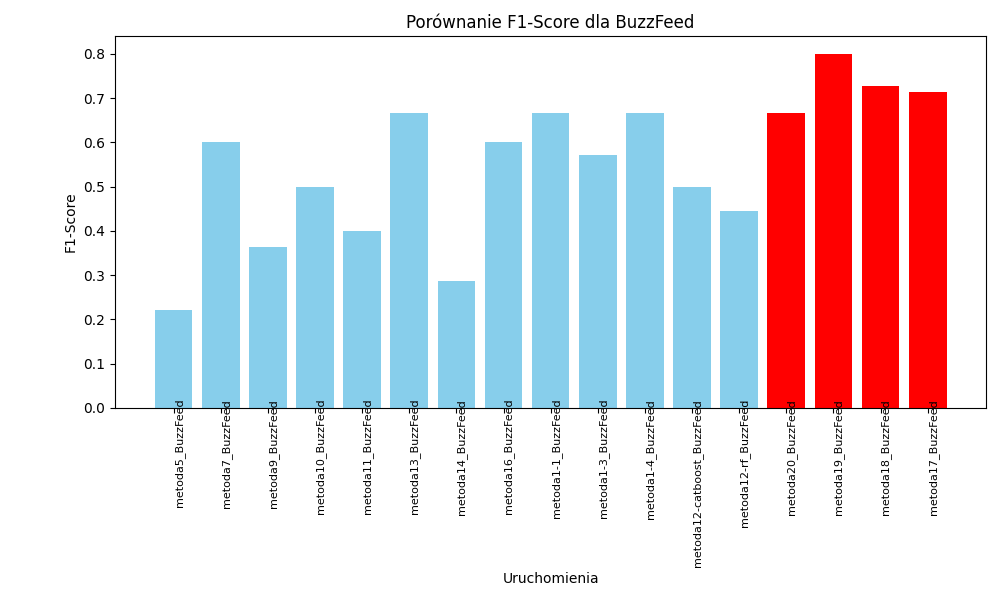 Porównanie F1-Score dla BuzzFeed
F1-Score
0.8
0.7
0.6
0.5
0.4
0.3
0.2
0.1
0.0
metoda5_BuzzFeed
metoda7_BuzzFeed
metoda9_BuzzFeed
metoda10_BuzzFeed
metoda11_BuzzFeed
metoda13_BuzzFeed
metoda14_BuzzFeed
metoda16_BuzzFeed
metoda1-1_BuzzFeed
metoda1-3_BuzzFeed
metoda1-4_BuzzFeed
metoda12-catboost_BuzzFeed
metoda12-rf_BuzzFeed
metoda20_BuzzFeed
metoda19_BuzzFeed
metoda18_BuzzFeed
metoda17_BuzzFeed
Uruchomienia